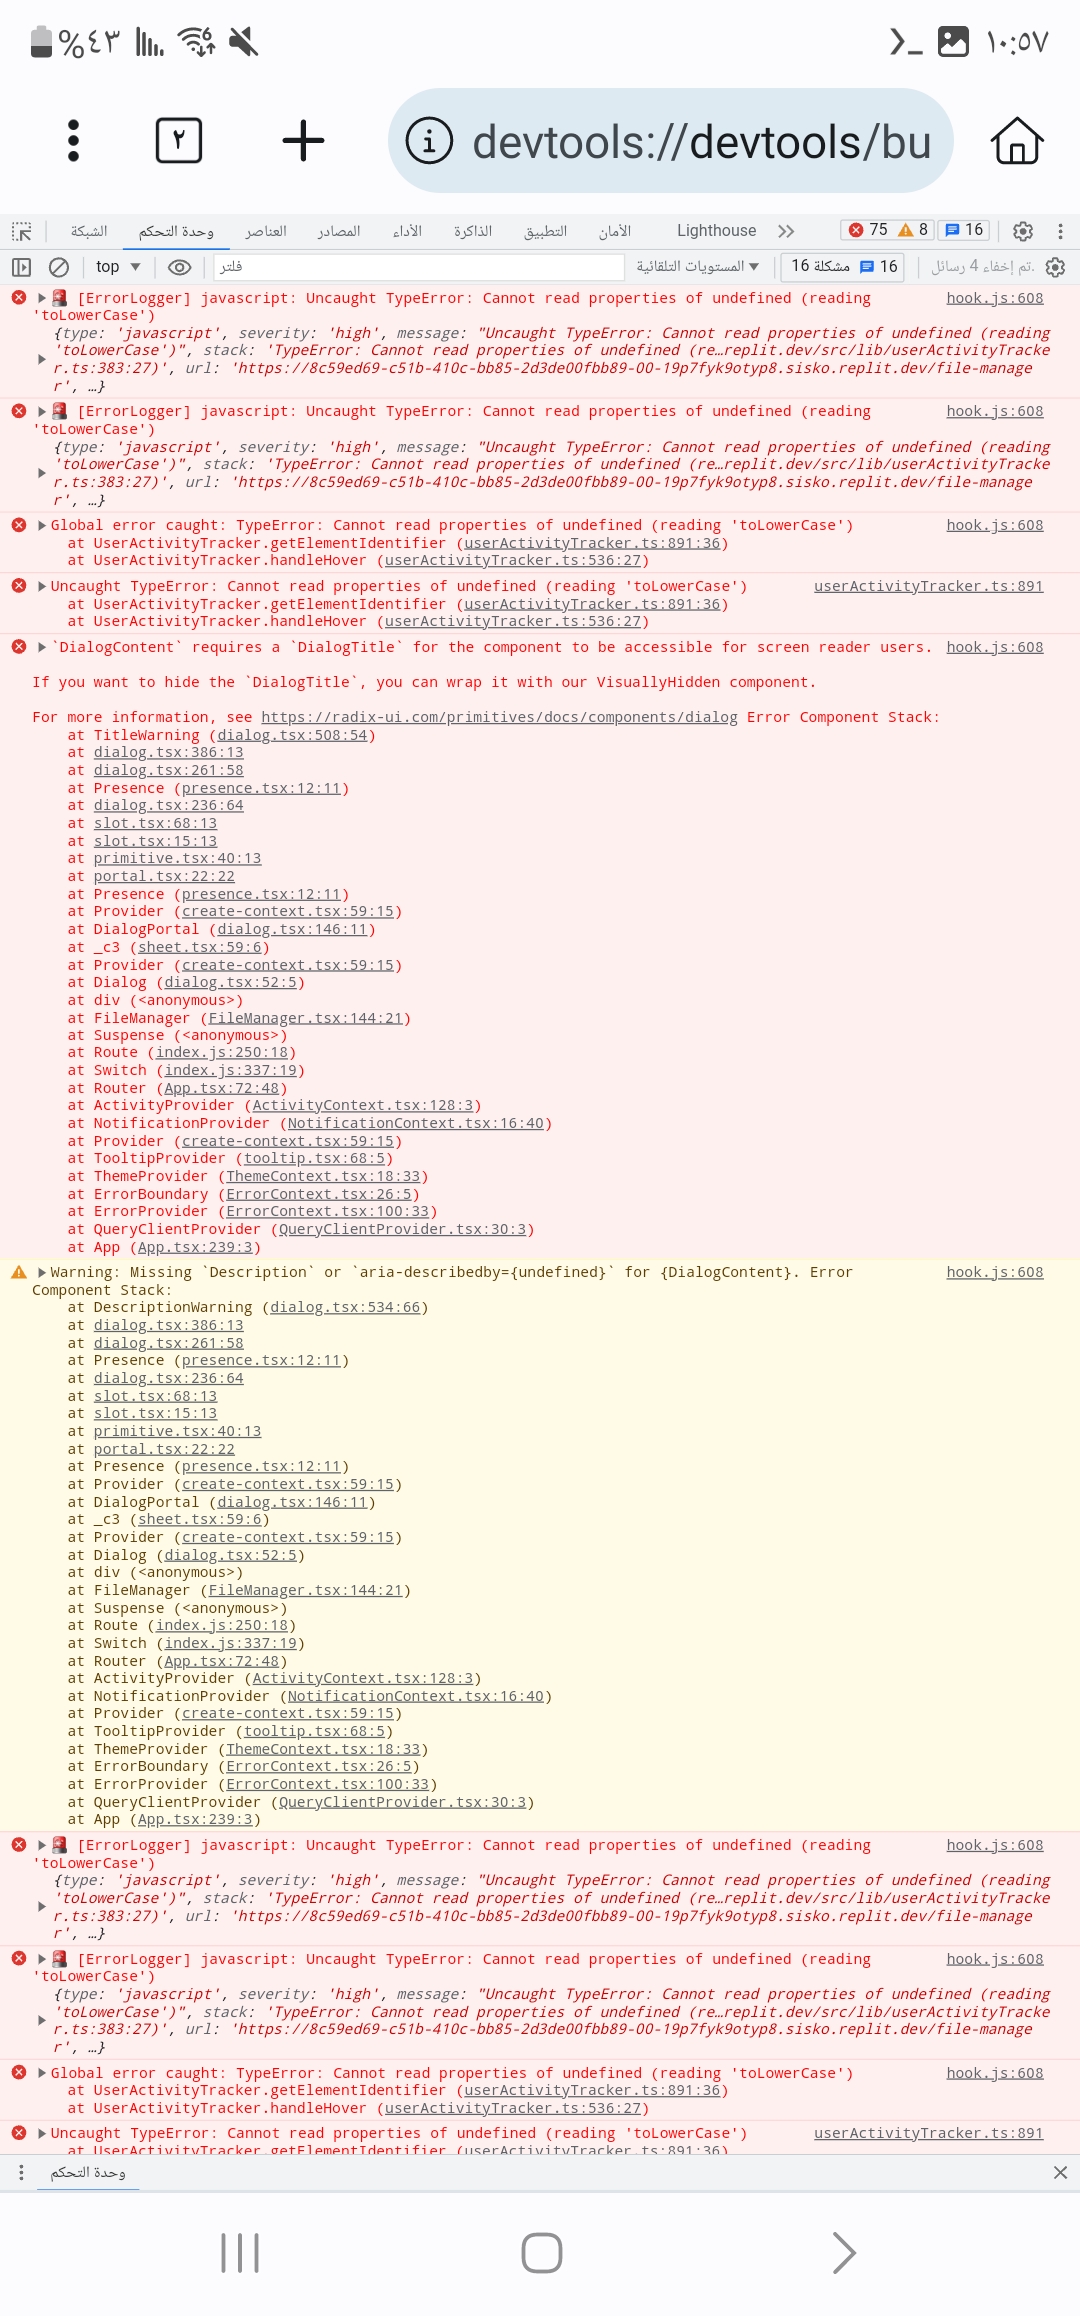 %٤٣
١٠:٥٧
٢
devtools://devtools/bu
الشبكة وحدة التحكم العناصر المصادر الأداء الذاكرة التطبيق الأمان Lighthouse 75 8 16
top فلتر المستويات التلقائية 16 مشكلة 16 تم إخفاء 4 رسائل.
[ErrorLogger] javascript: Uncaught TypeError: Cannot read properties of undefined (reading hook.js:608
'toLowerCase')
{type: 'javascript', severity: 'high', message: "Uncaught TypeError: Cannot read properties of undefined (reading
'toLowerCase')", stack: 'TypeError: Cannot read properties of undefined (re…replit.dev/src/lib/userActivityTracke
r.ts:383:27)', url: 'https://8c59ed69-c51b-410c-bb85-2d3de00fbb89-00-19p7fyk9otyp8.sisko.replit.dev/file-manage
r', …}
[ErrorLogger] javascript: Uncaught TypeError: Cannot read properties of undefined (reading hook.js:608
'toLowerCase')
{type: 'javascript', severity: 'high', message: "Uncaught TypeError: Cannot read properties of undefined (reading
'toLowerCase')", stack: 'TypeError: Cannot read properties of undefined (re…replit.dev/src/lib/userActivityTracke
r.ts:383:27)', url: 'https://8c59ed69-c51b-410c-bb85-2d3de00fbb89-00-19p7fyk9otyp8.sisko.replit.dev/file-manage
r', …}
Global error caught: TypeError: Cannot read properties of undefined (reading 'toLowerCase') hook.js:608
at UserActivityTracker.getElementIdentifier (userActivityTracker.ts:891:36)
at UserActivityTracker.handleHover (userActivityTracker.ts:536:27)
Uncaught TypeError: Cannot read properties of undefined (reading 'toLowerCase') userActivityTracker.ts:891
at UserActivityTracker.getElementIdentifier (userActivityTracker.ts:891:36)
at UserActivityTracker.handleHover (userActivityTracker.ts:536:27)
`DialogContent` requires a `DialogTitle` for the component to be accessible for screen reader users. hook.js:608
If you want to hide the `DialogTitle`, you can wrap it with our VisuallyHidden component.
For more information, see https://radix-ui.com/primitives/docs/components/dialog Error Component Stack:
at TitleWarning (dialog.tsx:508:54)
at dialog.tsx:386:13
at dialog.tsx:261:58
at Presence (presence.tsx:12:11)
at dialog.tsx:236:64
at slot.tsx:68:13
at slot.tsx:15:13
at primitive.tsx:40:13
at portal.tsx:22:22
at Presence (presence.tsx:12:11)
at Provider (create-context.tsx:59:15)
at DialogPortal (dialog.tsx:146:11)
at _c3 (sheet.tsx:59:6)
at Provider (create-context.tsx:59:15)
at Dialog (dialog.tsx:52:5)
at div (<anonymous>)
at FileManager (FileManager.tsx:144:21)
at Suspense (<anonymous>)
at Route (index.js:250:18)
at Switch (index.js:337:19)
at Router (App.tsx:72:48)
at ActivityProvider (ActivityContext.tsx:128:3)
at NotificationProvider (NotificationContext.tsx:16:40)
at Provider (create-context.tsx:59:15)
at TooltipProvider (tooltip.tsx:68:5)
at ThemeProvider (ThemeContext.tsx:18:33)
at ErrorBoundary (ErrorContext.tsx:26:5)
at ErrorProvider (ErrorContext.tsx:100:33)
at QueryClientProvider (QueryClientProvider.tsx:30:3)
at App (App.tsx:239:3)
Warning: Missing `Description` or `aria-describedby={undefined}` for {DialogContent}. Error hook.js:608
Component Stack:
at DescriptionWarning (dialog.tsx:534:66)
at dialog.tsx:386:13
at dialog.tsx:261:58
at Presence (presence.tsx:12:11)
at dialog.tsx:236:64
at slot.tsx:68:13
at slot.tsx:15:13
at primitive.tsx:40:13
at portal.tsx:22:22
at Presence (presence.tsx:12:11)
at Provider (create-context.tsx:59:15)
at DialogPortal (dialog.tsx:146:11)
at _c3 (sheet.tsx:59:6)
at Provider (create-context.tsx:59:15)
at Dialog (dialog.tsx:52:5)
at div (<anonymous>)
at FileManager (FileManager.tsx:144:21)
at Suspense (<anonymous>)
at Route (index.js:250:18)
at Switch (index.js:337:19)
at Router (App.tsx:72:48)
at ActivityProvider (ActivityContext.tsx:128:3)
at NotificationProvider (NotificationContext.tsx:16:40)
at Provider (create-context.tsx:59:15)
at TooltipProvider (tooltip.tsx:68:5)
at ThemeProvider (ThemeContext.tsx:18:33)
at ErrorBoundary (ErrorContext.tsx:26:5)
at ErrorProvider (ErrorContext.tsx:100:33)
at QueryClientProvider (QueryClientProvider.tsx:30:3)
at App (App.tsx:239:3)
[ErrorLogger] javascript: Uncaught TypeError: Cannot read properties of undefined (reading hook.js:608
'toLowerCase')
{type: 'javascript', severity: 'high', message: "Uncaught TypeError: Cannot read properties of undefined (reading
'toLowerCase')", stack: 'TypeError: Cannot read properties of undefined (re…replit.dev/src/lib/userActivityTracke
r.ts:383:27)', url: 'https://8c59ed69-c51b-410c-bb85-2d3de00fbb89-00-19p7fyk9otyp8.sisko.replit.dev/file-manage
r', …}
[ErrorLogger] javascript: Uncaught TypeError: Cannot read properties of undefined (reading hook.js:608
'toLowerCase')
{type: 'javascript', severity: 'high', message: "Uncaught TypeError: Cannot read properties of undefined (reading
'toLowerCase')", stack: 'TypeError: Cannot read properties of undefined (re…replit.dev/src/lib/userActivityTracke
r.ts:383:27)', url: 'https://8c59ed69-c51b-410c-bb85-2d3de00fbb89-00-19p7fyk9otyp8.sisko.replit.dev/file-manage
r', …}
Global error caught: TypeError: Cannot read properties of undefined (reading 'toLowerCase') hook.js:608
at UserActivityTracker.getElementIdentifier (userActivityTracker.ts:891:36)
at UserActivityTracker.handleHover (userActivityTracker.ts:536:27)
Uncaught TypeError: Cannot read properties of undefined (reading 'toLowerCase') userActivityTracker.ts:891
at UserActivityTracker.getElementIdentifier (userActivityTracker.ts:891:36)
وحدة التحكم